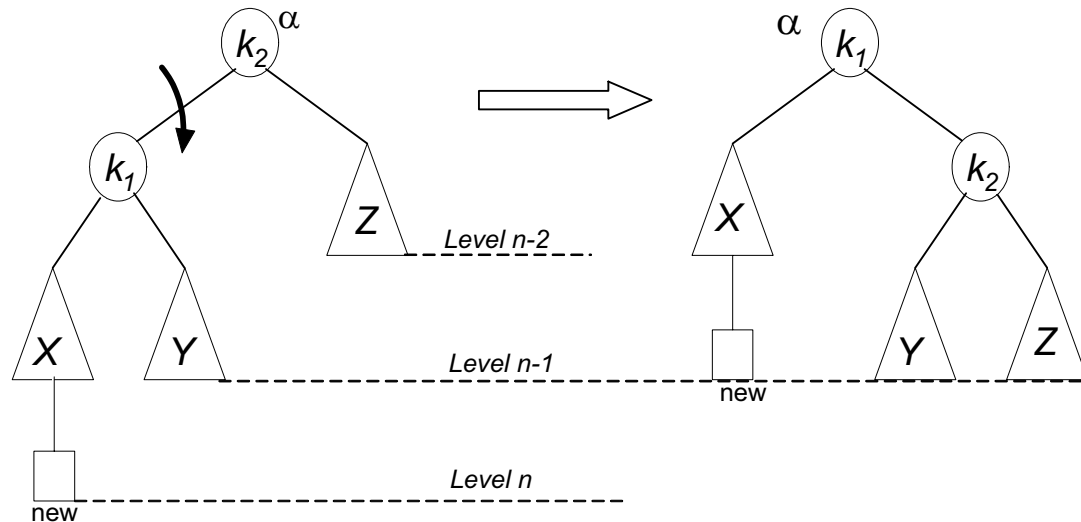 k2 α
α k1
k1
k2
Z
X
Level n-2
X
Y
Y
Z
Level n-1
new
Level n
new